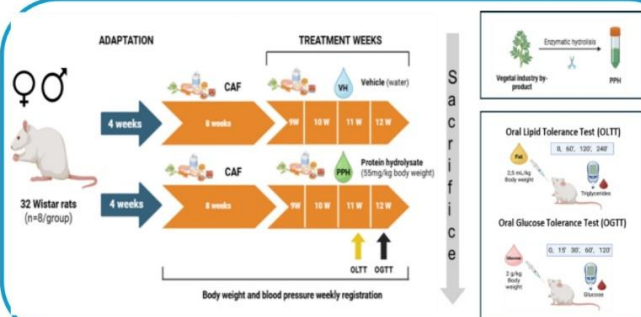 ADAPTATION
TREATMENT WEEKS
CAF
VH
Vehicle (water)
4 weeks
8 weeks
9W
10 W
11 W
12 W
CAF
PPH
Protein hydrolysate
(55mg/kg body weight)
4 weeks
8 weeks
9W
10 W
11 W
12 W
32 Wistar rats
(n=8/group)
OLTT
OGTT
Body weight and blood pressure weekly registration
Sacrifice
Enzymatic hydrolisis
Vegetal industry by-
product
PPH
Oral Lipid Tolerance Test (OLTT)
Fat
0, 60', 120', 240'
2,5 mL/kg
Body weight
Triglycerides
Oral Glucose Tolerance Test (OGTT)
Glucose
0, 15' 30', 60', 120'
2 g/kg
Body
weight
Glucose